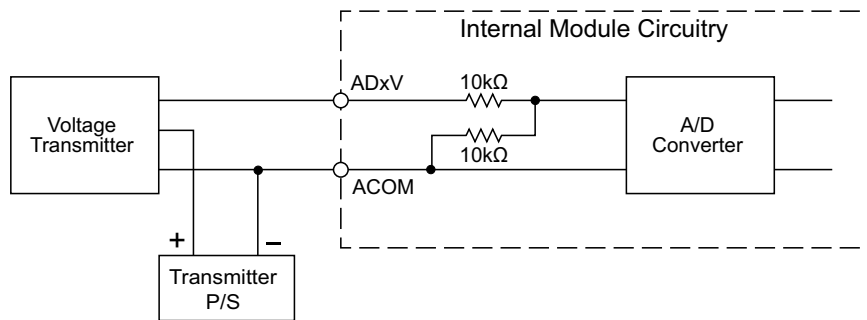 Internal Module Circuitry
ADxV
10kΩ
Voltage
Transmitter
10kΩ
A/D
Converter
ACOM
+
–
Transmitter
P/S